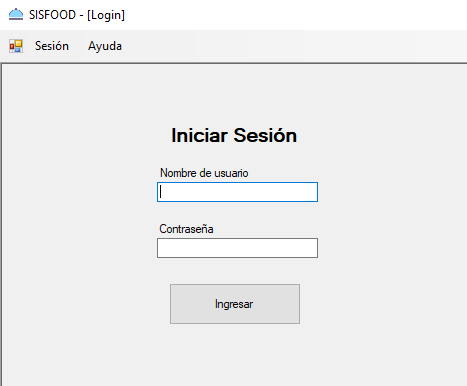 SISFOOD - [Login]
Sesión Ayuda
Iniciar Sesión
Nombre de usuario
Contraseña
Ingresar